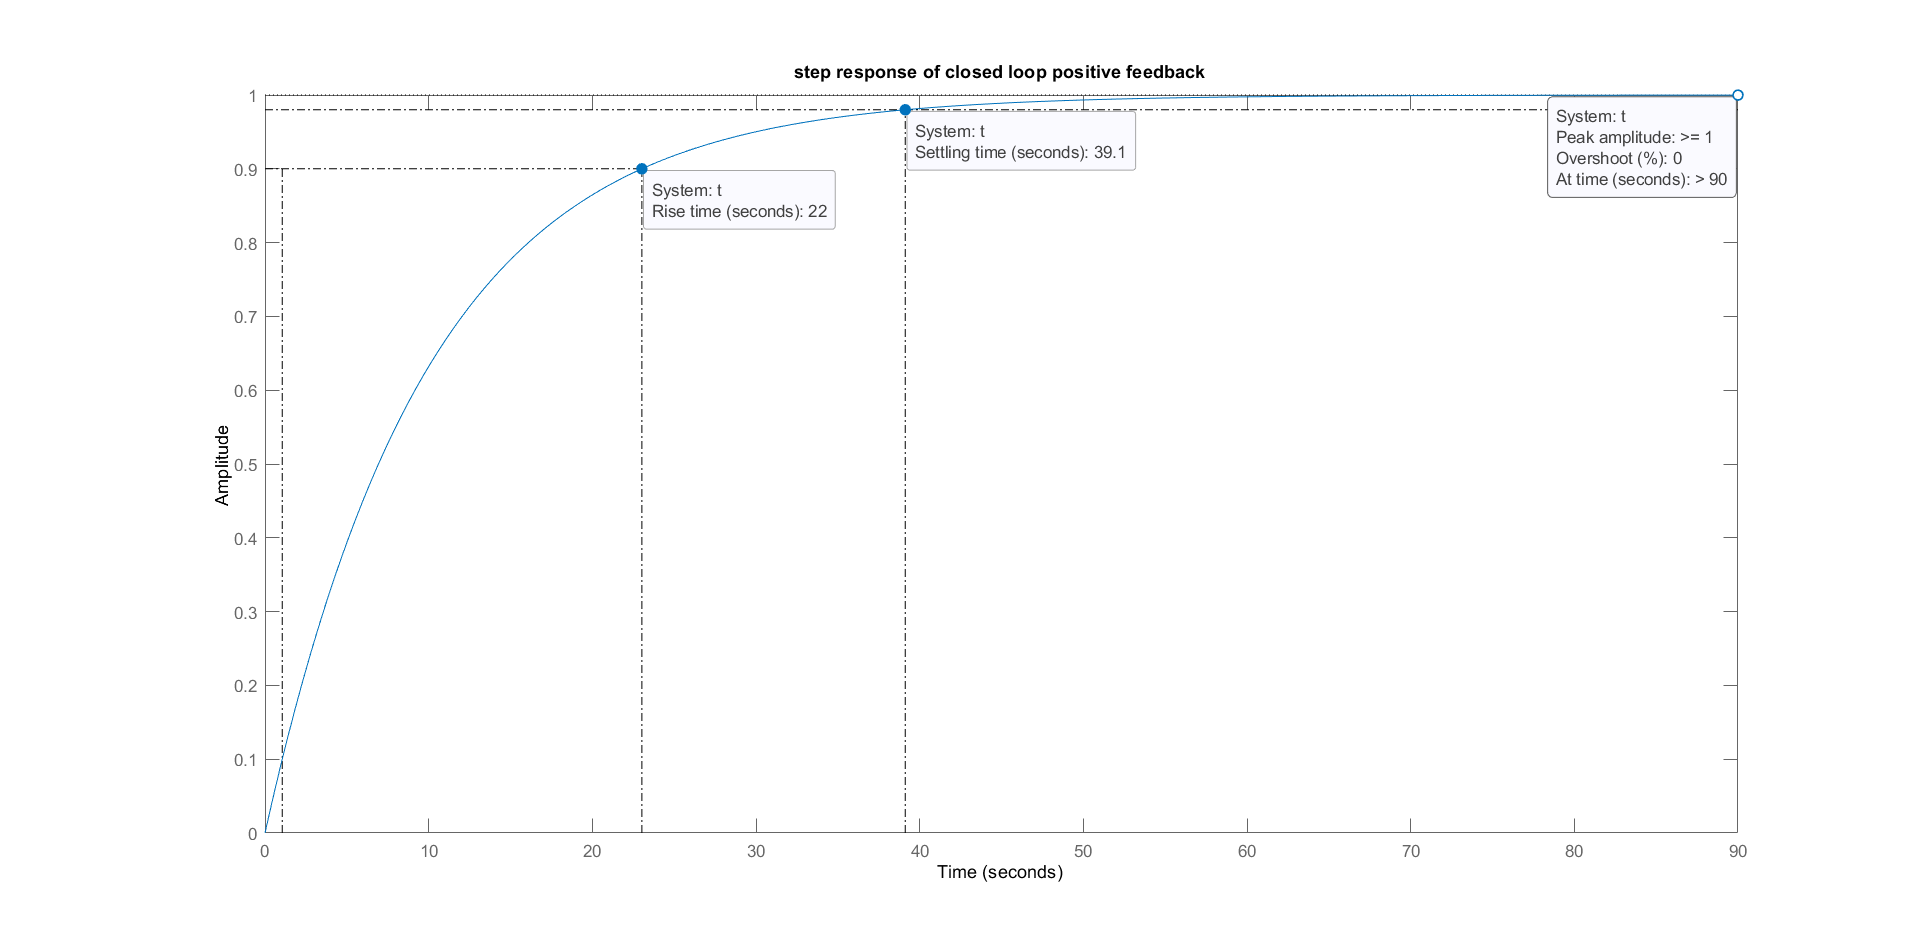 step response of closed loop positive feedback
1
0.9
0.8
0.7
0.6
0.5
0.4
0.3
0.2
0.1
0
Amplitude
System: t
Rise time (seconds): 22
System: t
Settling time (seconds): 39.1
System: t
Peak amplitude: >= 1
Overshoot (%): 0
At time (seconds): > 90
0 10 20 30 40 50 60 70 80 90
Time (seconds)